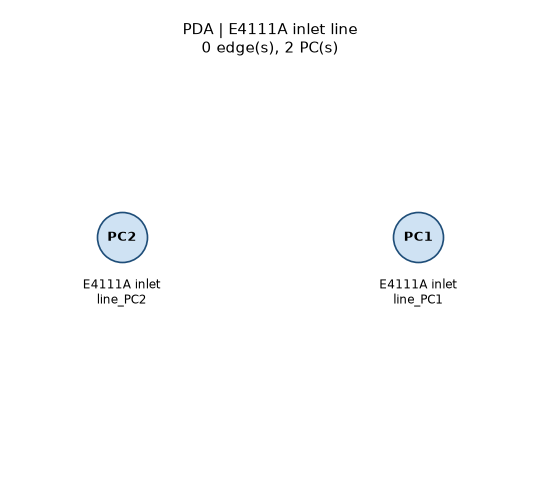 PDA | E4111A inlet line
0 edge(s), 2 PC(s)
PC2
PC1
E4111A inlet
line_PC2
E4111A inlet
line_PC1